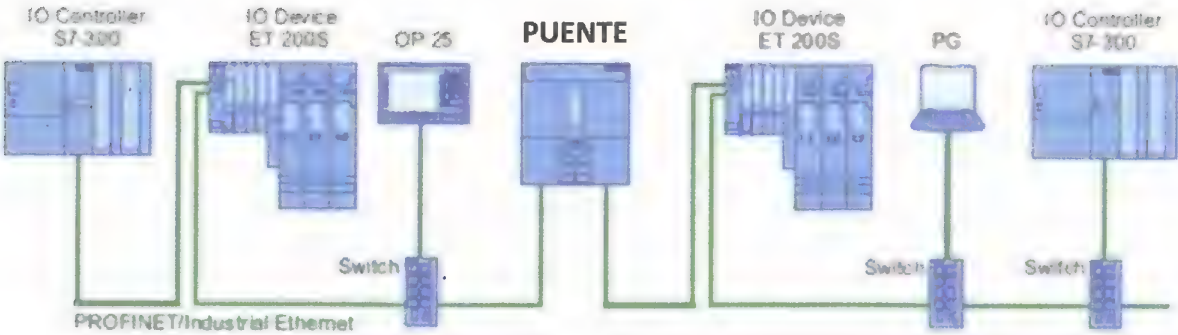 IO Controller
S7-300
IO Device
ET 200S
OP 25
PUENTE
IO Device
ET 200S
PG
IO Controller
S7-300
Switch
Switch
Switch
PROFINET/Industrial Ethernet